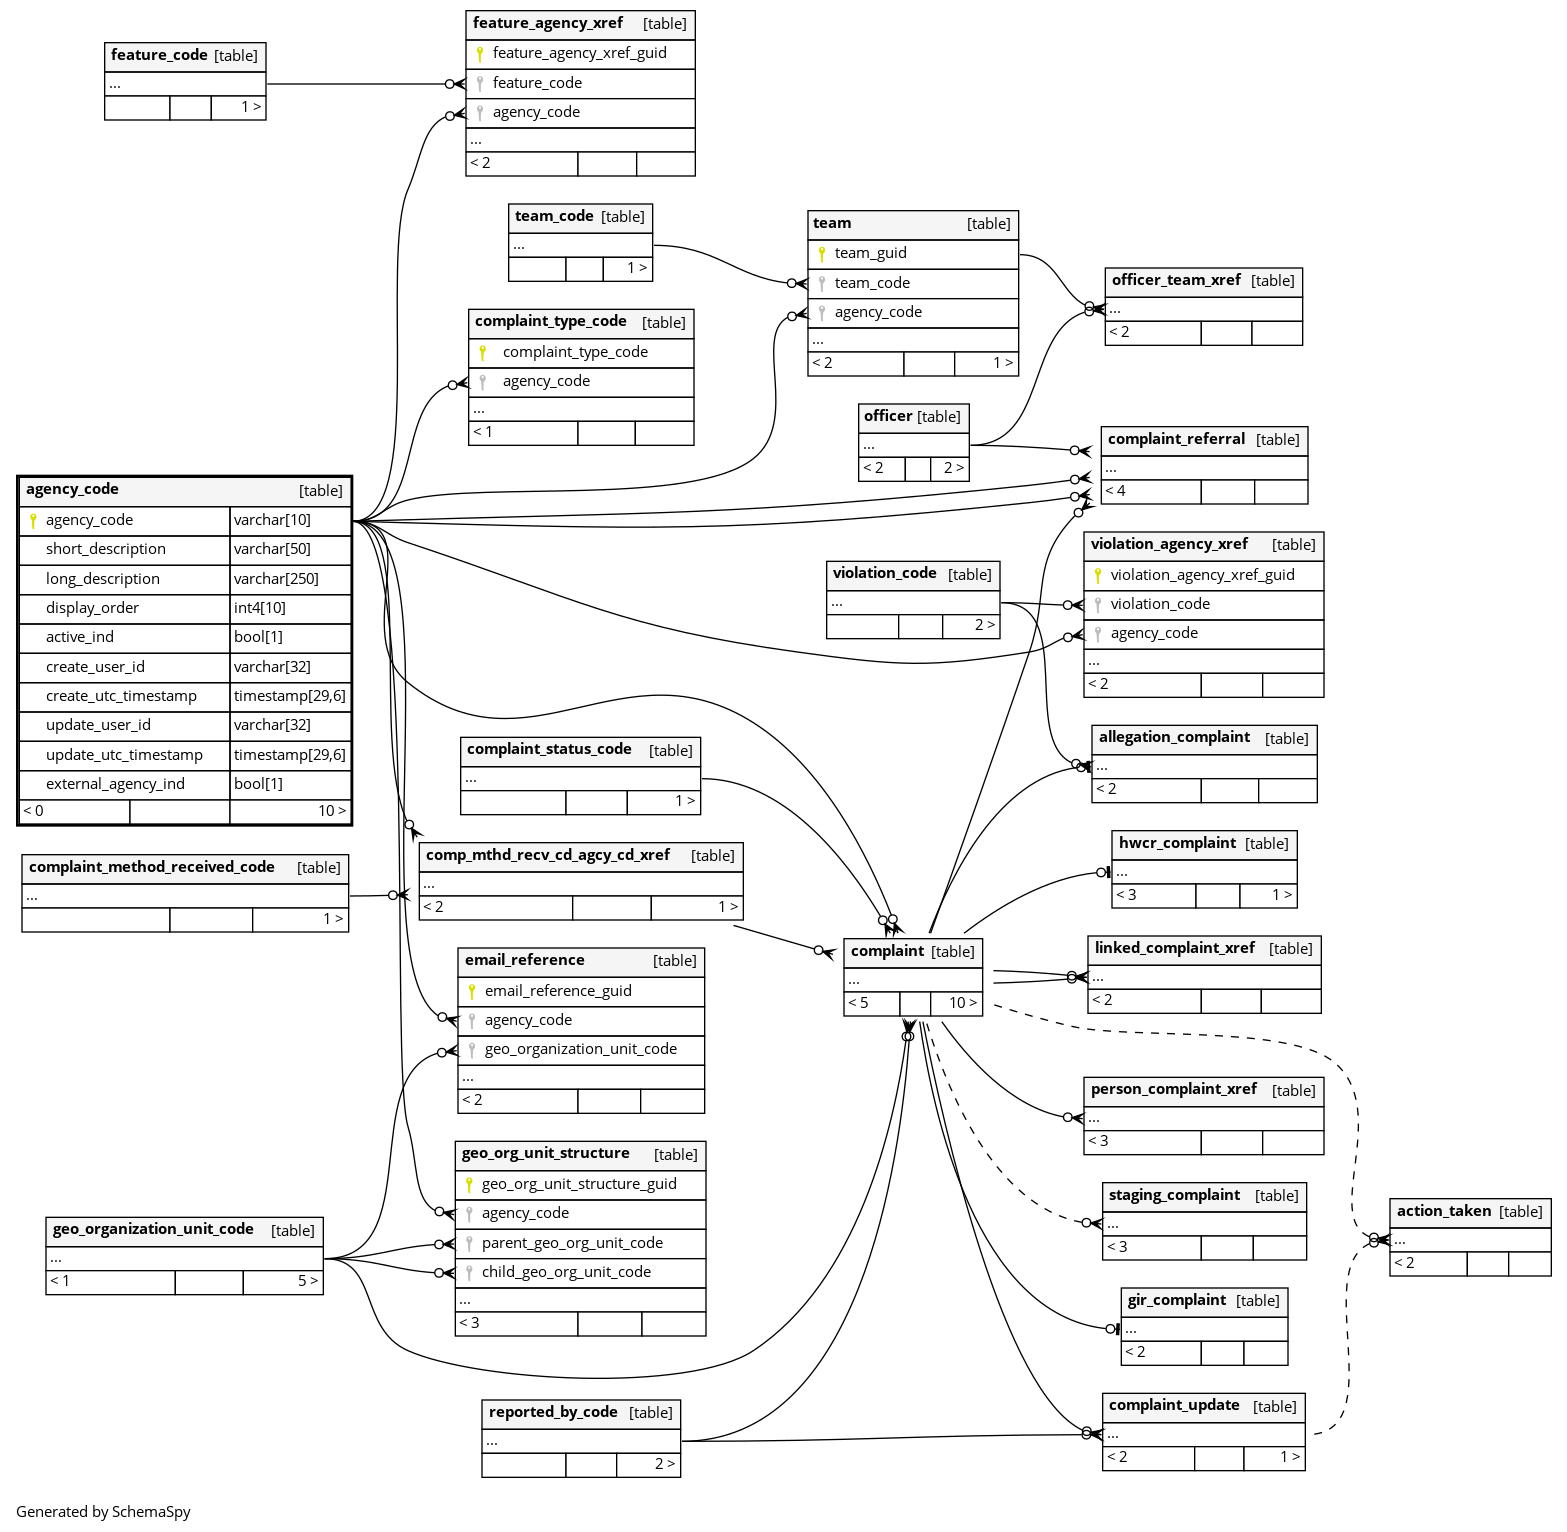 feature_agency_xref [table]
feature_agency_xref_guid
feature_code
agency_code
...
< 2
feature_code [table]
...
1 >
team_code [table]
...
1 >
team [table]
team_guid
team_code
agency_code
...
< 2 1 >
officer_team_xref [table]
...
< 2
complaint_type_code [table]
complaint_type_code
agency_code
...
< 1
officer [table]
...
< 2 2 >
complaint_referral [table]
...
< 4
agency_code [table]
agency_code varchar[10]
short_description varchar[50]
long_description varchar[250]
display_order int4[10]
active_ind bool[1]
create_user_id varchar[32]
create_utc_timestamp timestamp[29,6]
update_user_id varchar[32]
update_utc_timestamp timestamp[29,6]
external_agency_ind bool[1]
< 0 10 >
violation_code [table]
...
2 >
violation_agency_xref [table]
violation_agency_xref_guid
violation_code
agency_code
...
< 2
complaint_status_code [table]
...
1 >
allegation_complaint [table]
...
< 2
complaint_method_received_code [table]
...
1 >
comp_mthd_recv_cd_agcy_cd_xref [table]
...
< 2 1 >
hwcr_complaint [table]
...
< 3 1 >
complaint [table]
...
< 5 10 >
linked_complaint_xref [table]
...
< 2
email_reference [table]
email_reference_guid
agency_code
geo_organization_unit_code
...
< 2
person_complaint_xref [table]
...
< 3
geo_org_unit_structure [table]
geo_org_unit_structure_guid
agency_code
parent_geo_org_unit_code
child_geo_org_unit_code
...
< 3
geo_organization_unit_code [table]
...
< 1 5 >
staging_complaint [table]
...
< 3
action_taken [table]
...
< 2
gir_complaint [table]
...
< 2
reported_by_code [table]
...
2 >
complaint_update [table]
...
< 2 1 >
Generated by SchemaSpy